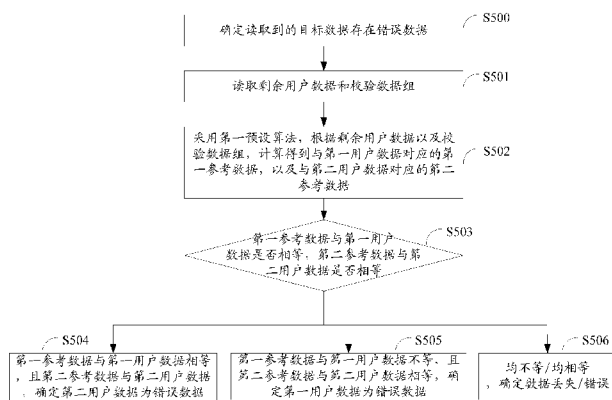 S500
确定读取到的目标数据存在错误数据
S501
读取剩余用户数据和校验数据组
S502
采用第一预设算法，根据剩余用户数据以及校
验数据组，计算得到与第一用户数据对应的第
一参考数据，以及与第二用户数据对应的第二
参考数据
S503
第一参考数据与第一用户
数据是否相等，第二参考数据与第
二用户数据是否相等
S504
第一参考数据与第一用户数据相等
，且第二参考数据与第二用户数据
，确定第二用户数据为错误数据
S505
第一参考数据与第一用户数据不等、且
第二参考数据与第二用户数据相等，确
定第一用户数据为错误数据
S506
均不等/均相等
，确定数据丢失/错误